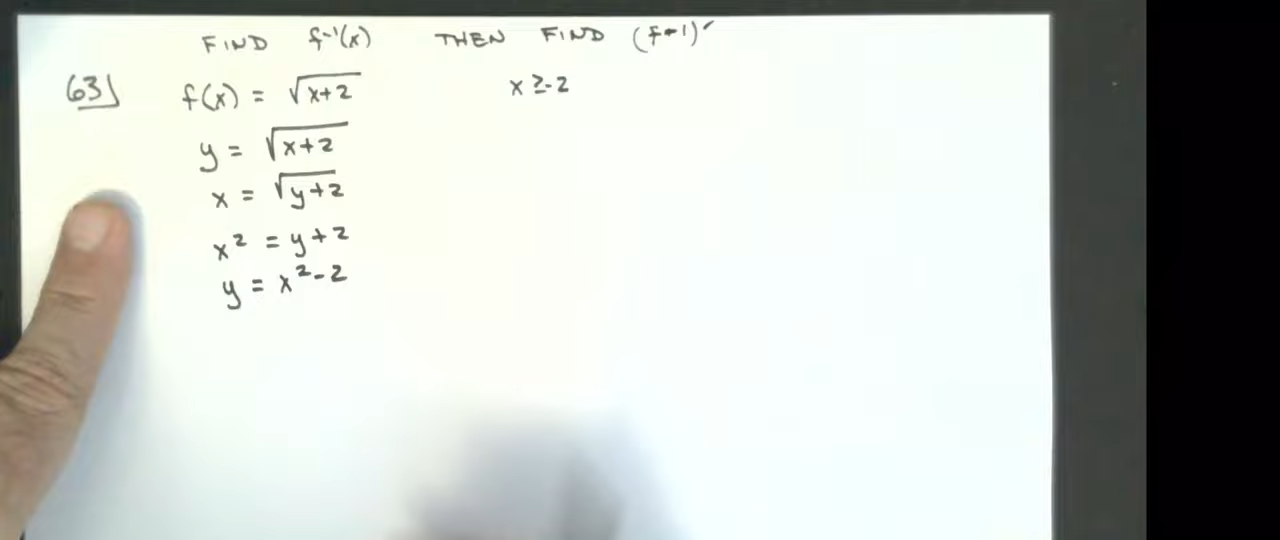 FIND f⁻¹(x) THEN FIND (f⁻¹)′
63) f(x) = √(x+2) x ≥ -2
y = √(x+2)
x = √(y+2)
x² = y+2
y = x²-2